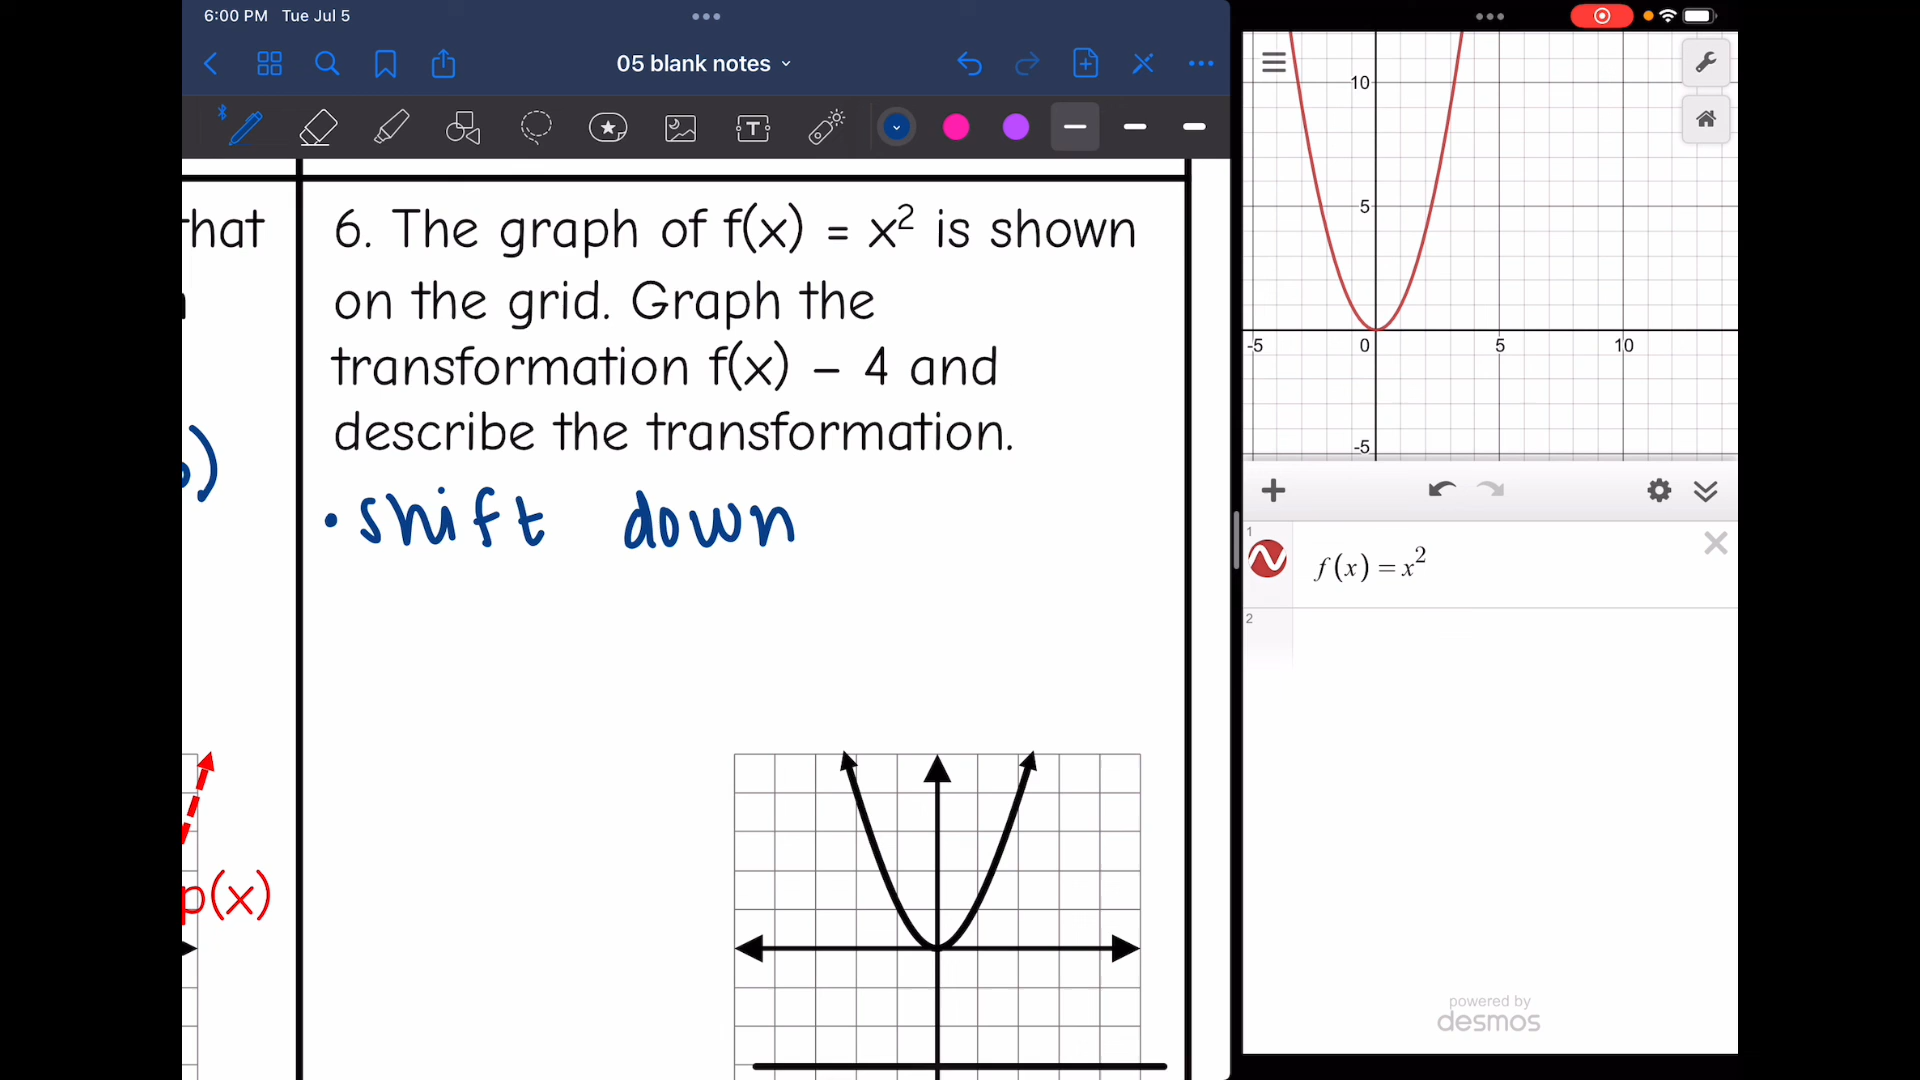 6:00 PM Tue Jul 5
05 blank notes
T
that
6. The graph of f(x) = x² is shown
on the grid. Graph the
transformation f(x) – 4 and
describe the transformation.
• shift down
p(x)
10
5
-5 0 5 10
-5
1
f(x) = x²
2
powered by
desmos